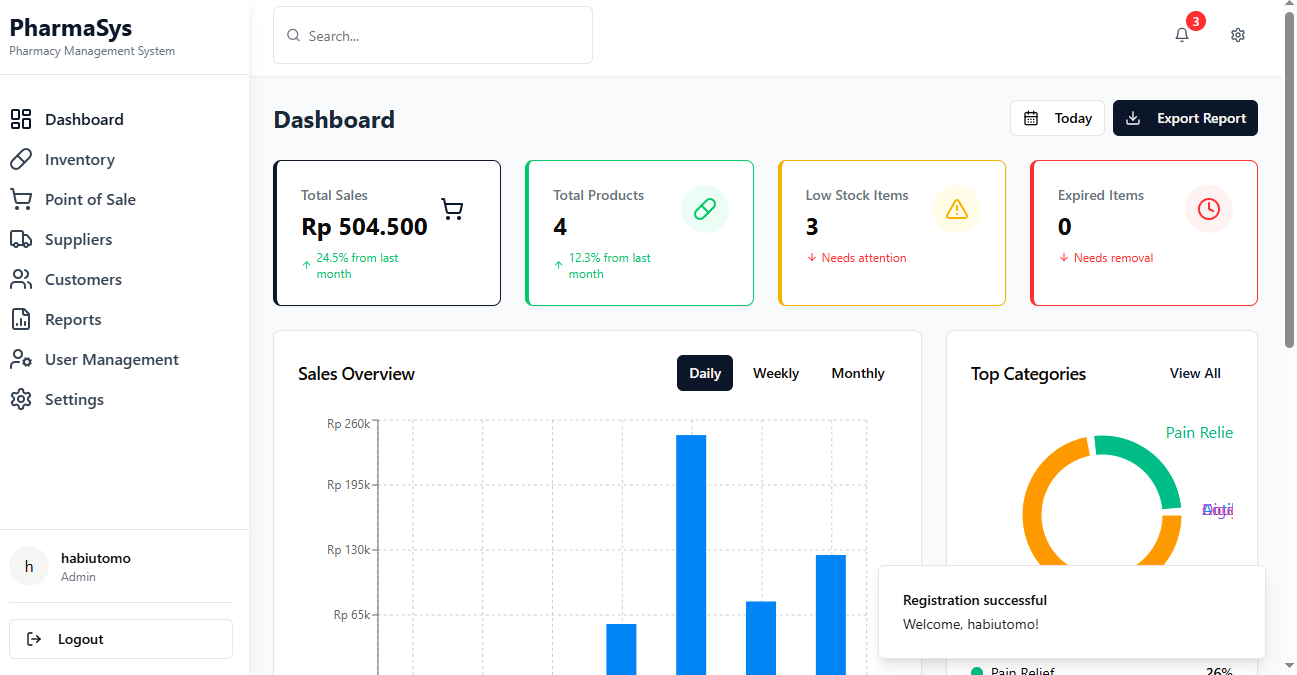 PharmaSys
Pharmacy Management System
Search...
3
Dashboard
Inventory
Point of Sale
Suppliers
Customers
Reports
User Management
Settings
habiutomo
h
Admin
Logout
Dashboard
Today
Export Report
Total Sales
Rp 504.500
24.5% from last
month
Total Products
4
12.3% from last
month
Low Stock Items
3
Needs attention
Expired Items
0
Needs removal
Sales Overview
Daily
Weekly
Monthly
Rp 260k
Rp 195k
Rp 130k
Rp 65k
Top Categories
View All
Pain Relie
Registration successful
Welcome, habiutomo!
Pain Relief
26%